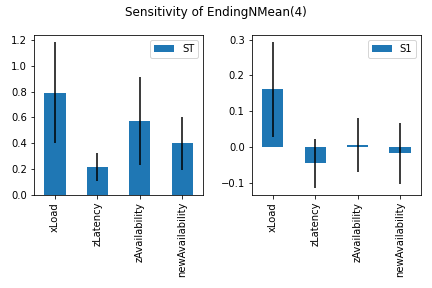 Sensitivity of EndingNMean(4)
1.2
1.0
0.8
0.6
0.4
0.2
0.0
ST
xLoad
zLatency
zAvailability
newAvailability
0.3
0.2
0.1
0.0
−0.1
S1
xLoad
zLatency
zAvailability
newAvailability